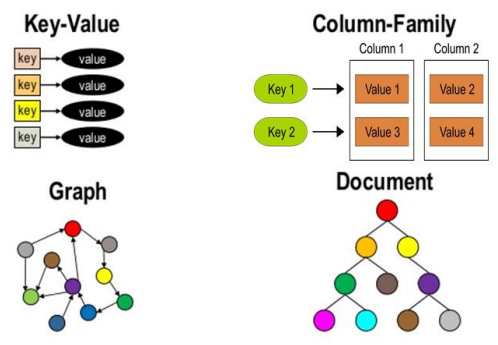 Key-Value
key value
key value
key value
key value
Column-Family
Column 1 Column 2
Key 1 Value 1 Value 2
Key 2 Value 3 Value 4
Graph
Document